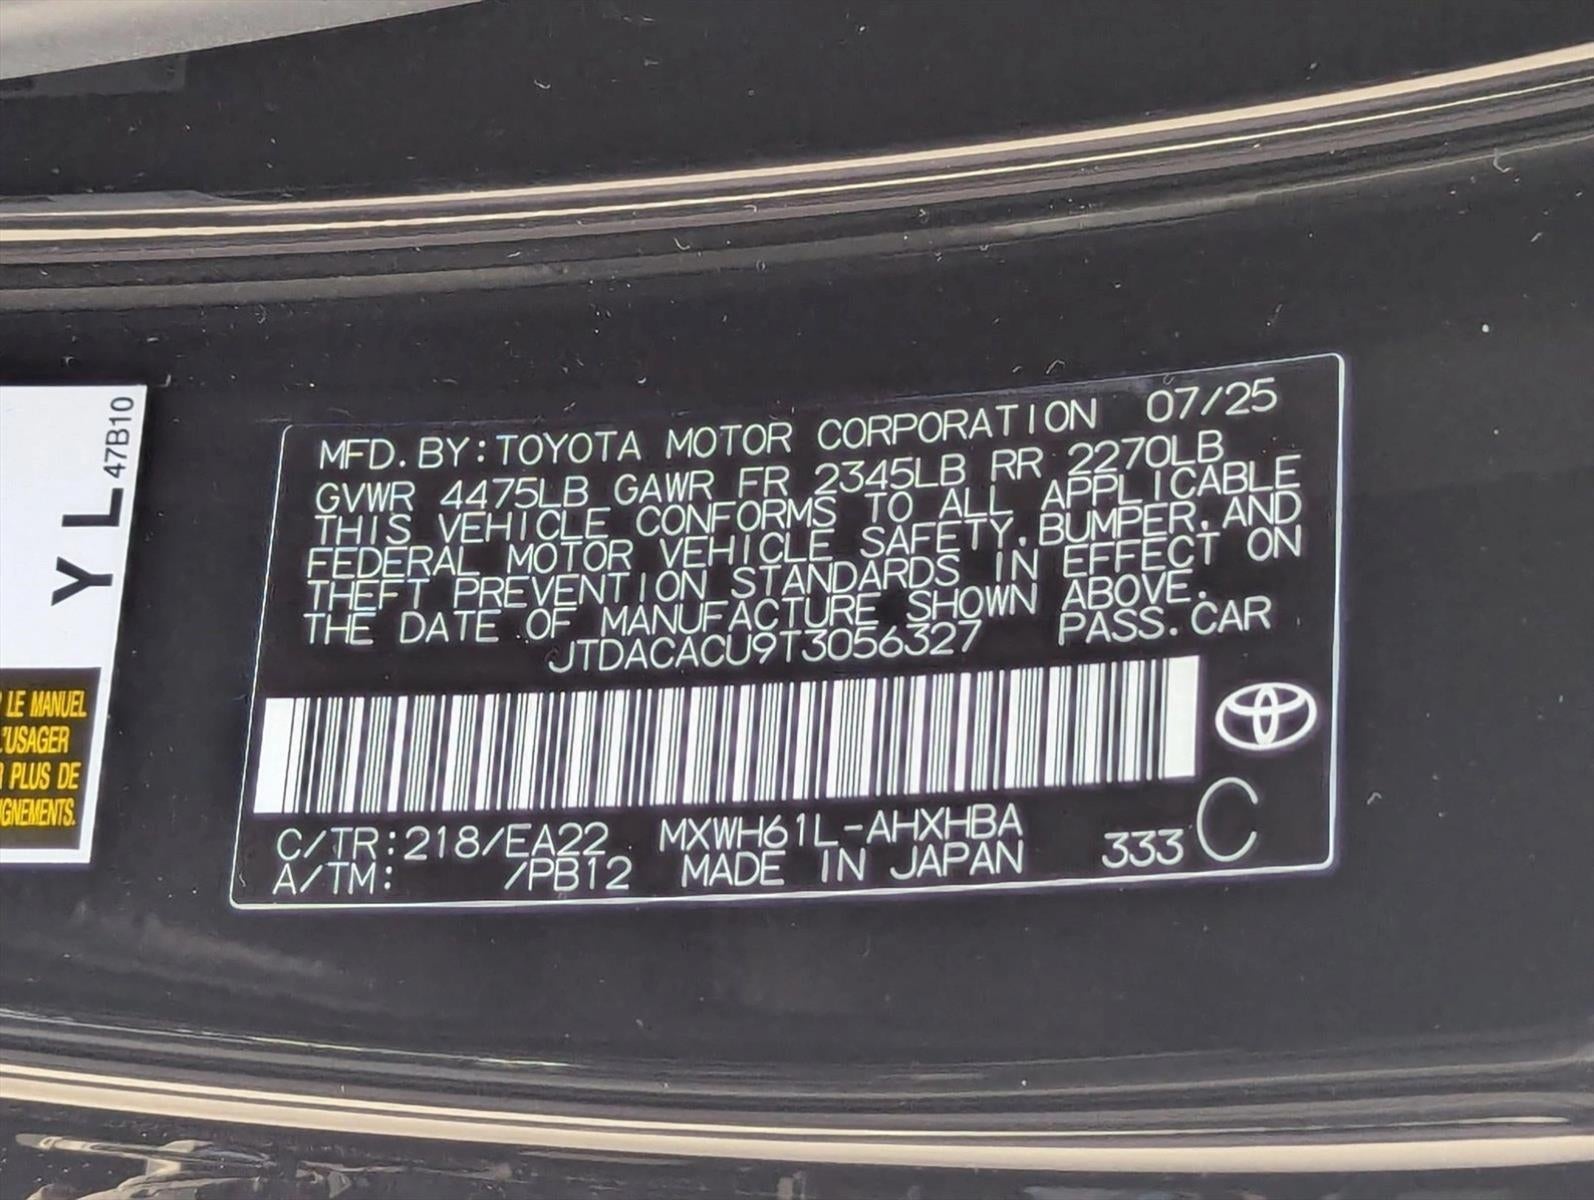 MFD.BY:TOYOTA MOTOR CORPORATION 07/25
GVWR 4475LB GAWR FR 2345LB RR 2270LB
THIS VEHICLE CONFORMS TO ALL APPLICABLE
FEDERAL MOTOR VEHICLE SAFETY,BUMPER,AND
THEFT PREVENTION STANDARDS IN EFFECT ON
THE DATE OF MANUFACTURE SHOWN ABOVE.
JTDACACU9T3056327 PASS.CAR
C/TR:218/EA22 MXWH61L-AHXHBA
A/TM: /PB12 MADE IN JAPAN 333 C
Y L 47B10
LE MANUEL
L'USAGER
PLUS DE
GNEMENTS.